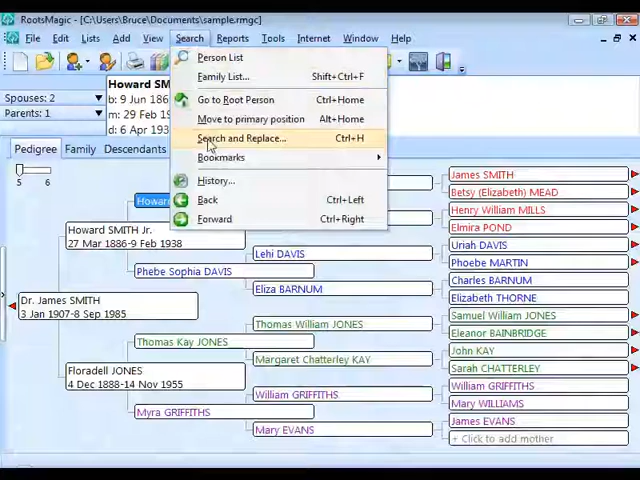 RootsMagic - [C:\Users\Bruce\Documents\sample.rmgc]
File Edit Lists Add View Search Reports Tools Internet Window Help
Person List
Family List... Shift+Ctrl+F
Go to Root Person Ctrl+Home
Move to primary position Alt+Home
Search and Replace... Ctrl+H
Bookmarks
History...
Back Ctrl+Left
Forward Ctrl+Right
Spouses: 2
Parents: 1
Howard SM
b: 9 Jun 186
m: 29 Feb 19
d: 6 Apr 193
Pedigree Family Descendants
5 6
Howa
Howard SMITH Jr.
27 Mar 1886-9 Feb 1938
Phebe Sophia DAVIS
Dr. James SMITH
3 Jan 1907-8 Sep 1985
Thomas Kay JONES
Floradell JONES
4 Dec 1888-14 Nov 1955
Myra GRIFFITHS
Lehi DAVIS
Eliza BARNUM
Thomas William JONES
Margaret Chatterley KAY
William GRIFFITHS
Mary EVANS
James SMITH
Betsy (Elizabeth) MEAD
Henry William MILLS
Elmira POND
Uriah DAVIS
Phoebe MARTIN
Charles BARNUM
Elizabeth THORNE
Samuel William JONES
Eleanor BAINBRIDGE
John KAY
Sarah CHATTERLEY
William GRIFFITHS
Mary WILLIAMS
James EVANS
+ Click to add mother